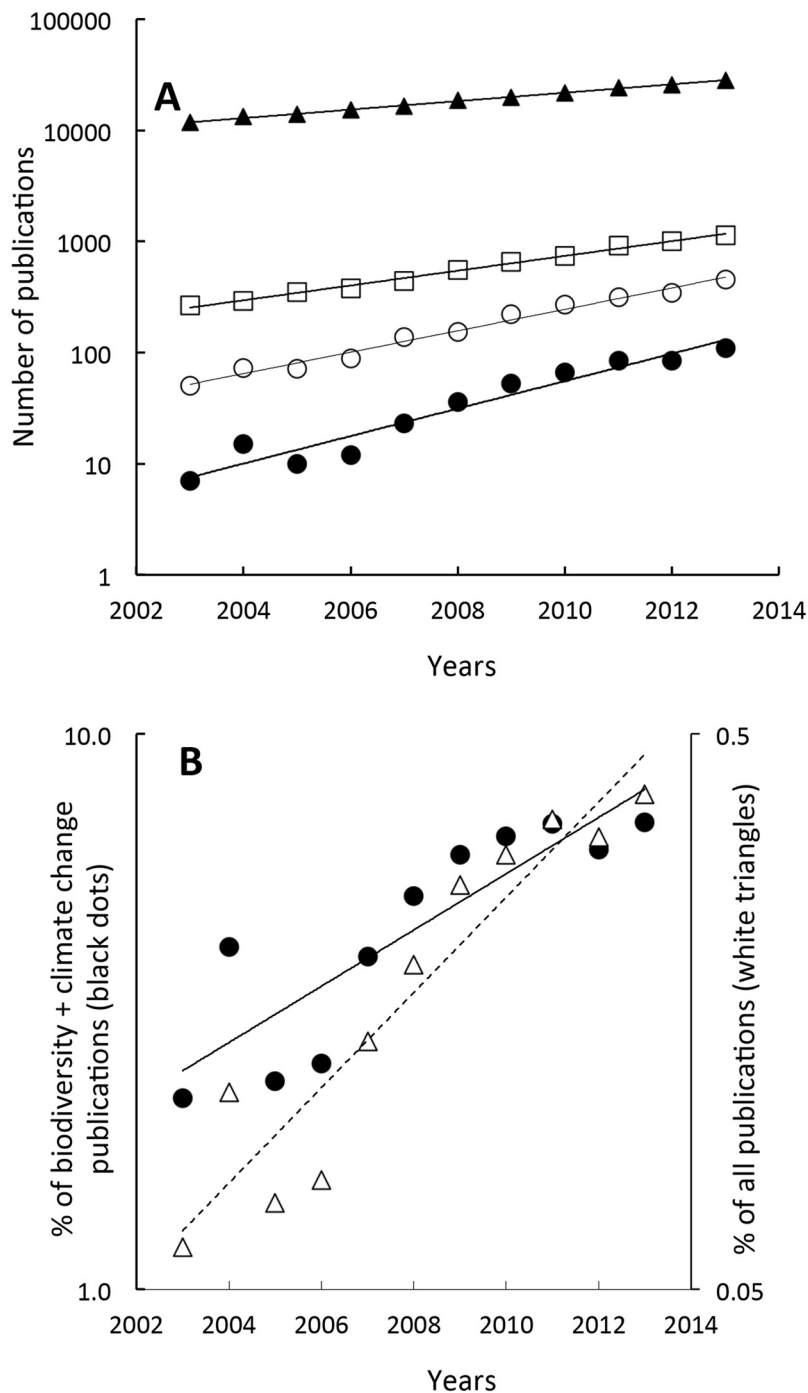 100000
A
10000
1000
100
10
1
Number of publications
2002 2004 2006 2008 2010 2012 2014
Years
10.0
B
0.5
% of biodiversity + climate change
publications (black dots)
% of all publications (white triangles)
1.0
0.05
2002 2004 2006 2008 2010 2012 2014
Years